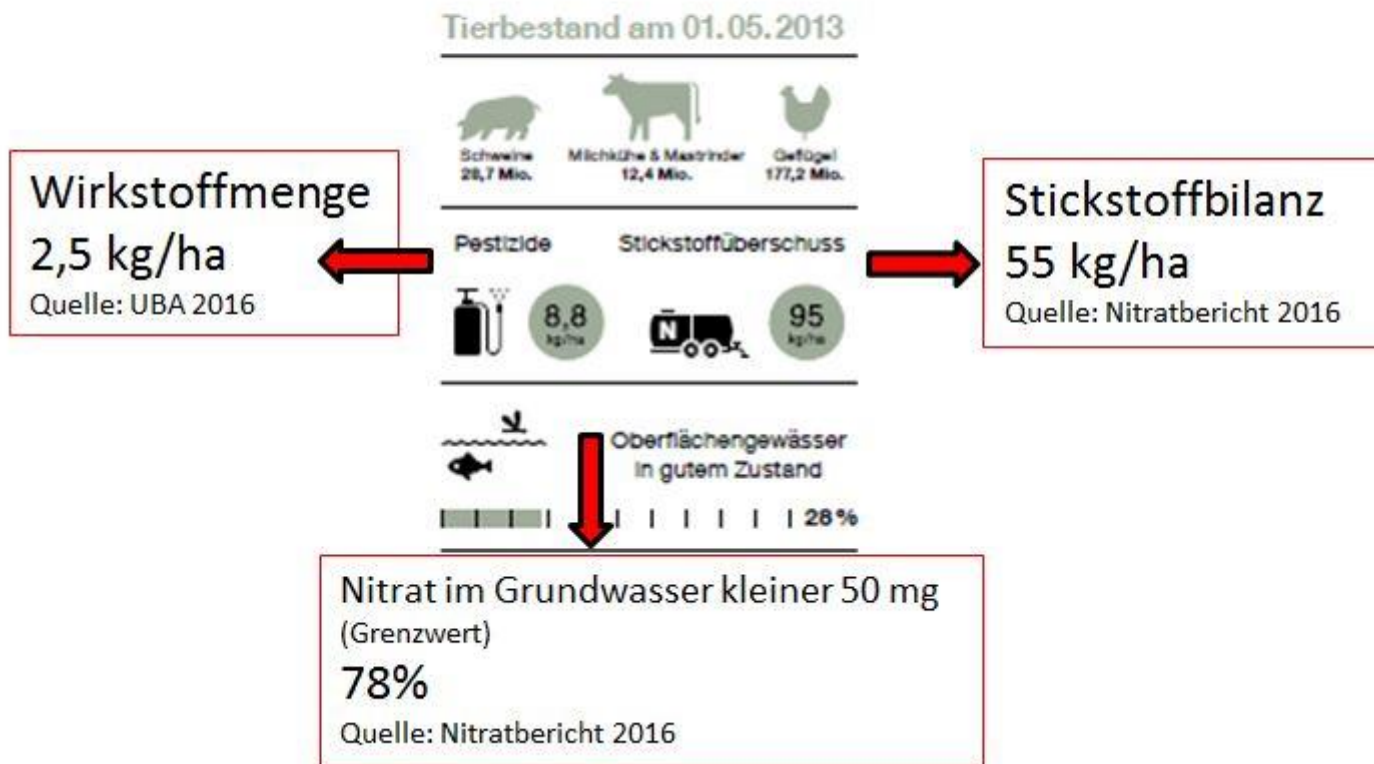 Tierbestand am 01.05.2013
Schweine
28,7 Mio.
Milchkühe & Mastrinder
12,4 Mio.
Geflügel
177,2 Mio.
Wirkstoffmenge
2,5 kg/ha
Quelle: UBA 2016
Pestizide
8,8
kg/ha
Stickstoffüberschuss
N
95
kg/ha
Stickstoffbilanz
55 kg/ha
Quelle: Nitratbericht 2016
Oberflächengewässer
in gutem Zustand
28%
Nitrat im Grundwasser kleiner 50 mg
(Grenzwert)
78%
Quelle: Nitratbericht 2016